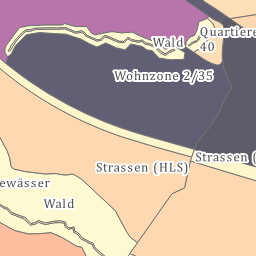 Quartiere
Wald
40
Wohnzone 2/35
Strassen (
Strassen (HLS)
ewässer
Wald